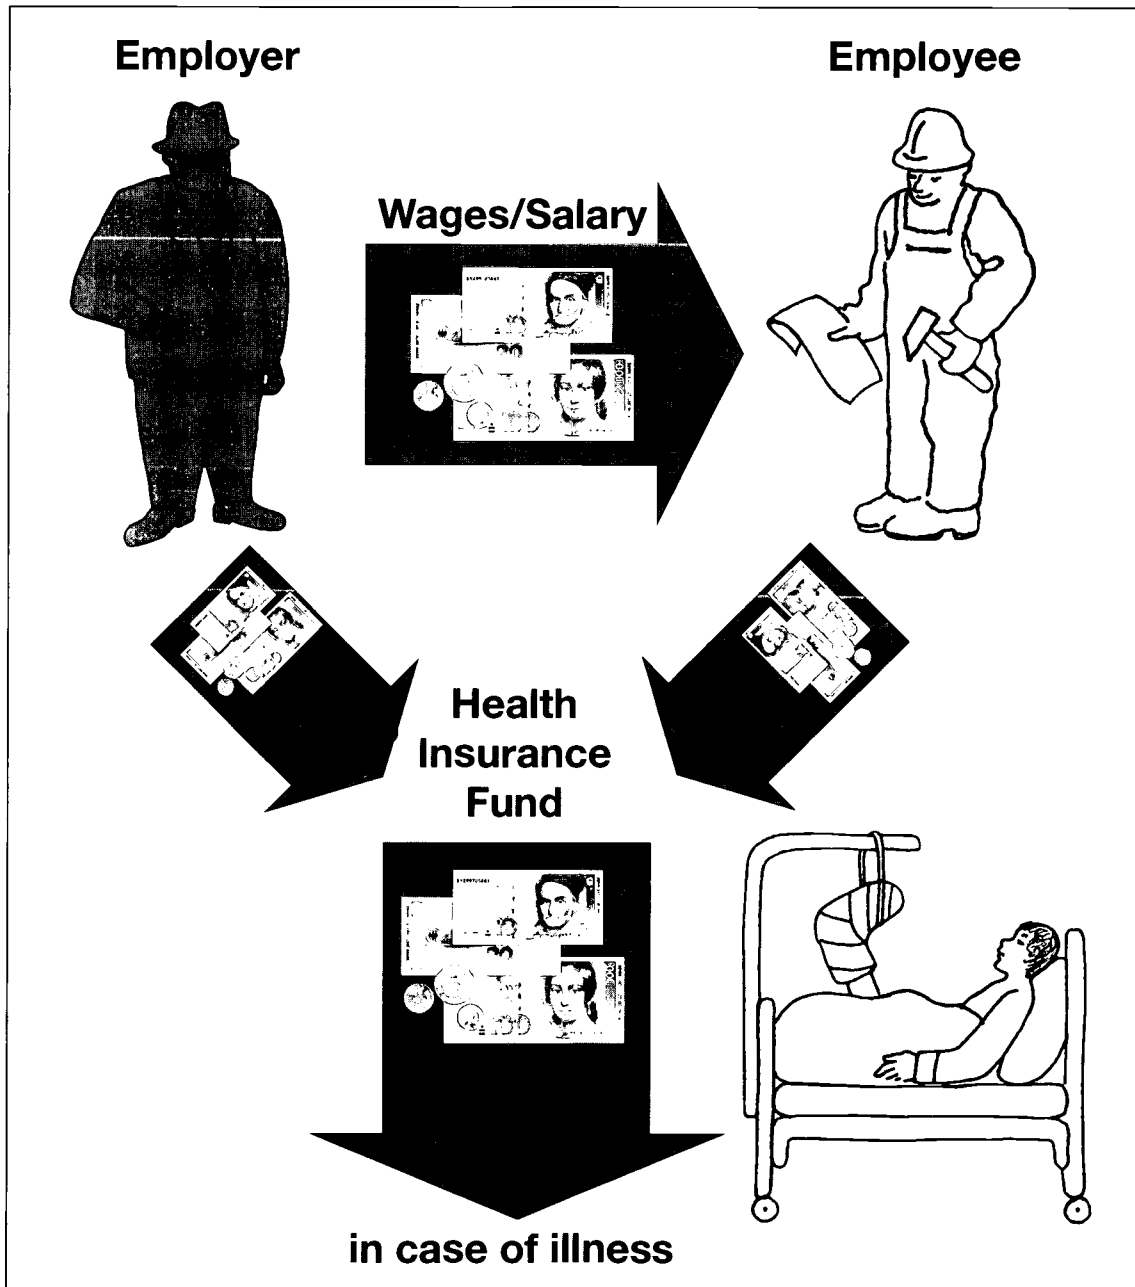 Employer
Employee
Wages/Salary
Health
Insurance
Fund
in case of illness